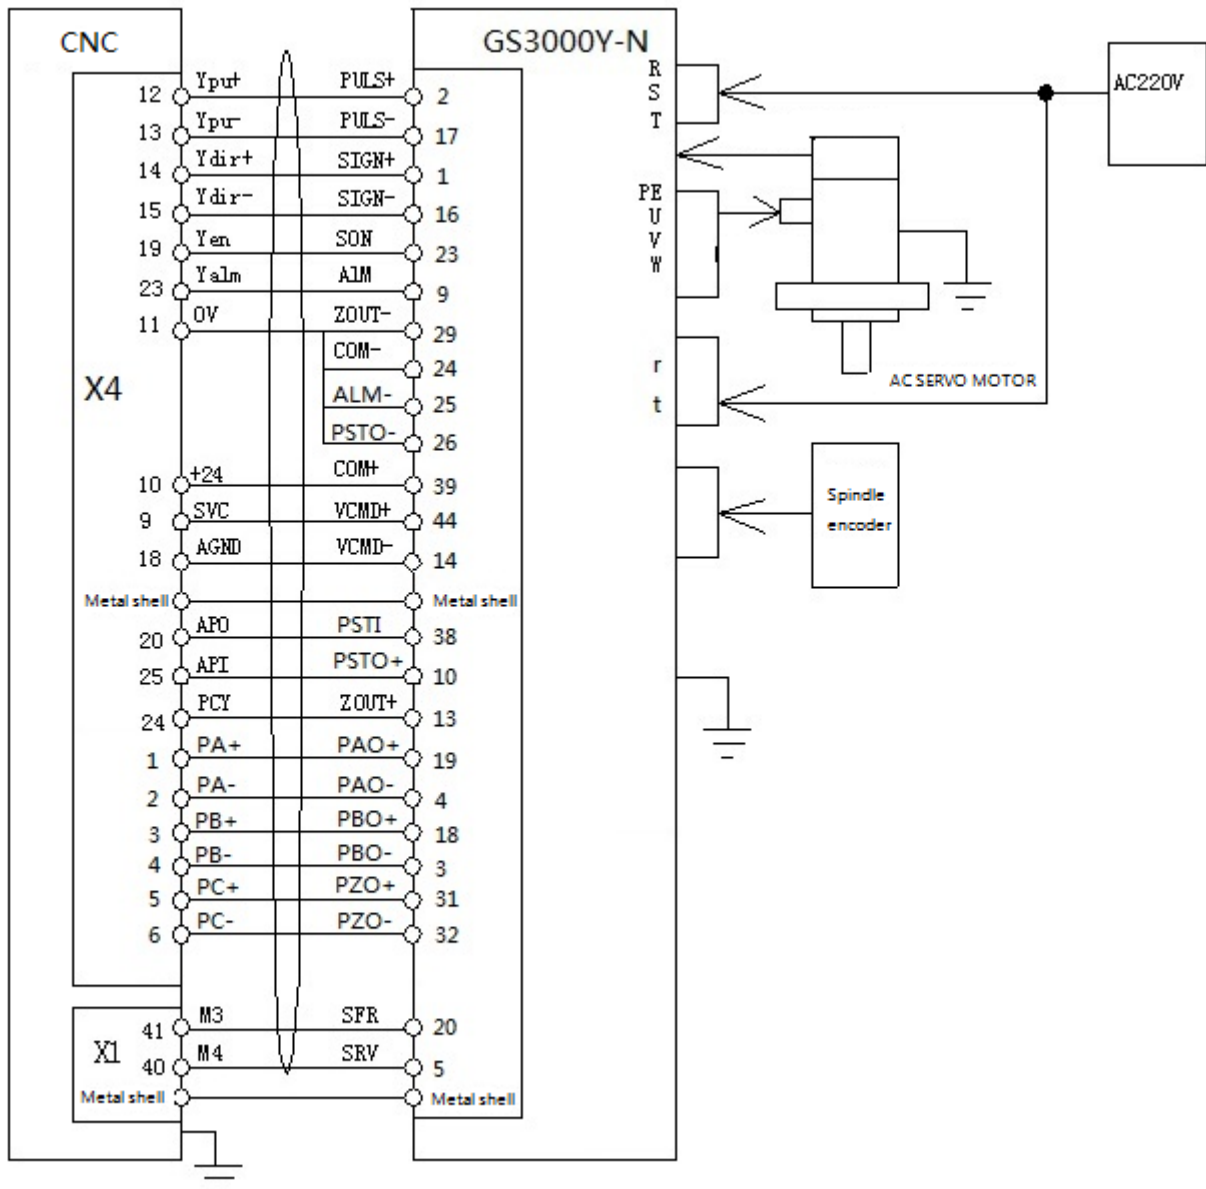 CNC
GS3000Y-N
AC220V
R
S
T
12 Ypu+ PULS+ 2
13 Ypu- PULS- 17
14 Ydir+ SIGN+ 1
15 Ydir- SIGN- 16
19 Yen SON 23
23 Yalm ALM 9
11 0V ZOUT- 29
COM- 24
ALM- 25
PSTO- 26
X4
PE
U
V
W
r
t
AC SERVO MOTOR
10 +24 COM+ 39
9 SVC VCMD+ 44
18 AGND VCMD- 14
Spindle
encoder
Metal shell Metal shell
20 APO PSTI 38
25 API PSTO+ 10
24 PCY ZOUT+ 13
1 PA+ PAO+ 19
2 PA- PAO- 4
3 PB+ PBO+ 18
4 PB- PBO- 3
5 PC+ PZO+ 31
6 PC- PZO- 32
X1
41 M3 SFR 20
40 M4 SRV 5
Metal shell Metal shell